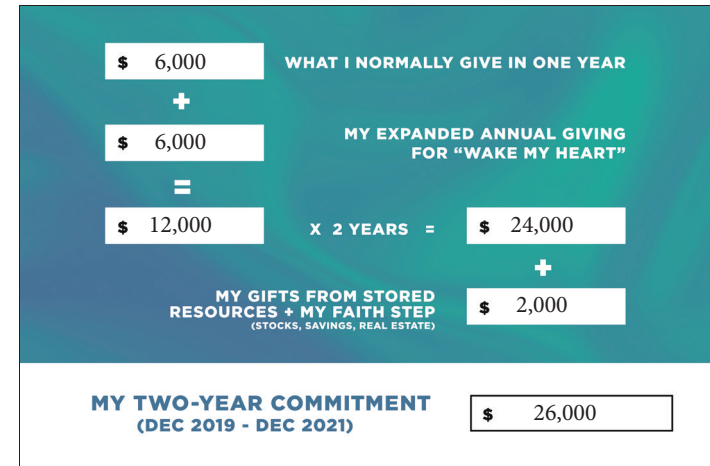 $ 6,000 WHAT I NORMALLY GIVE IN ONE YEAR
+
$ 6,000 MY EXPANDED ANNUAL GIVING
FOR “WAKE MY HEART”
=
$ 12,000 X 2 YEARS = $ 24,000
+
MY GIFTS FROM STORED
RESOURCES + MY FAITH STEP $ 2,000
(STOCKS, SAVINGS, REAL ESTATE)
MY TWO-YEAR COMMITMENT $ 26,000
(DEC 2019 - DEC 2021)